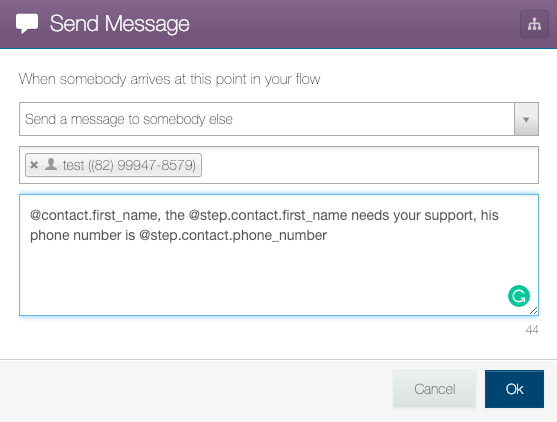 Send Message
When somebody arrives at this point in your flow
Send a message to somebody else
× test ((82) 99947-8579)
@contact.first_name, the @step.contact.first_name needs your support, his
phone number is @step.contact.phone_number
44
Cancel
Ok